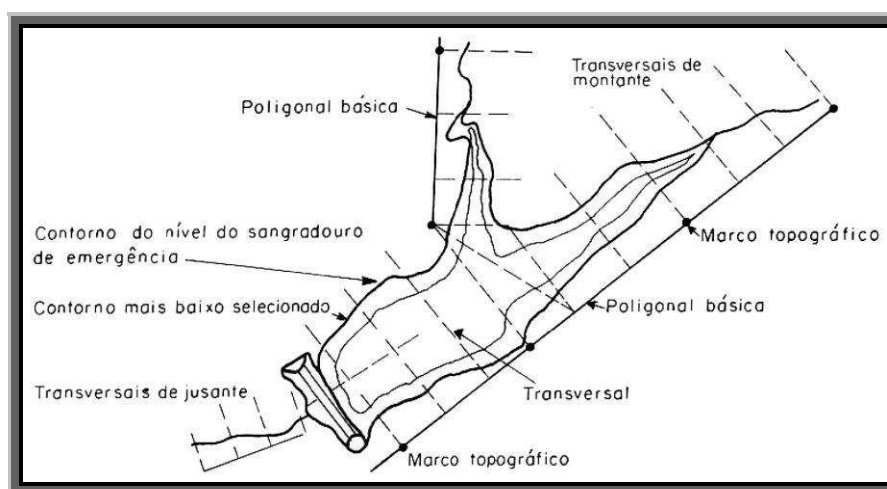 Transversais de
montante
Poligonal básica
Contorno do nível do sangradouro
de emergência
Marco topográfico
Contorno mais baixo selecionado
Poligonal básica
Transversais de jusante
Transversal
Marco topográfico